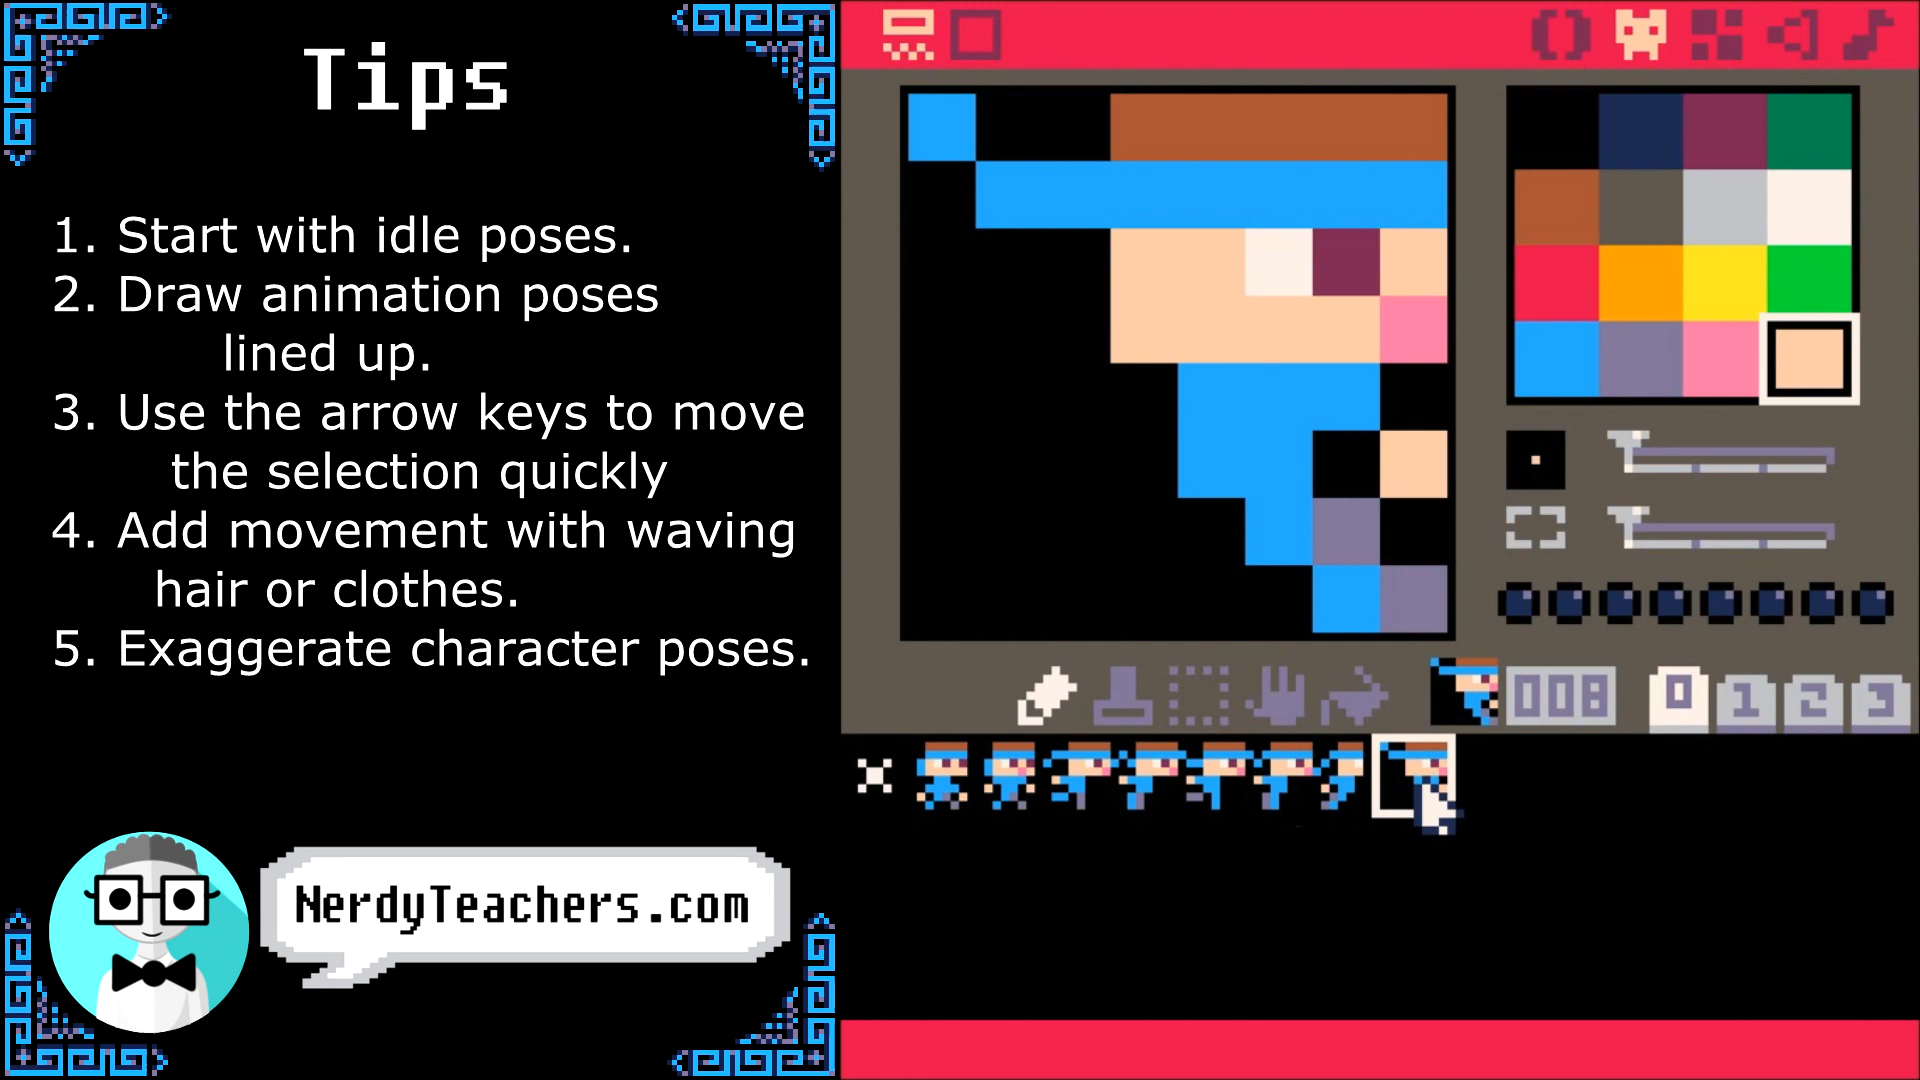 Tips
1. Start with idle poses.
2. Draw animation poses
lined up.
3. Use the arrow keys to move
the selection quickly
4. Add movement with waving
hair or clothes.
5. Exaggerate character poses.
NerdyTeachers.com
008
0 1 2 3